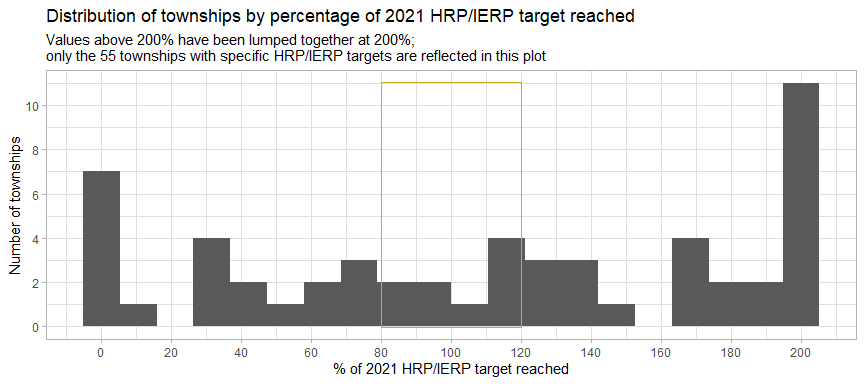 Distribution of townships by percentage of 2021 HRP/IERP target reached
Values above 200% have been lumped together at 200%;
only the 55 townships with specific HRP/IERP targets are reflected in this plot
Number of townships
10
8
6
4
2
0
0 20 40 60 80 100 120 140 160 180 200
% of 2021 HRP/IERP target reached